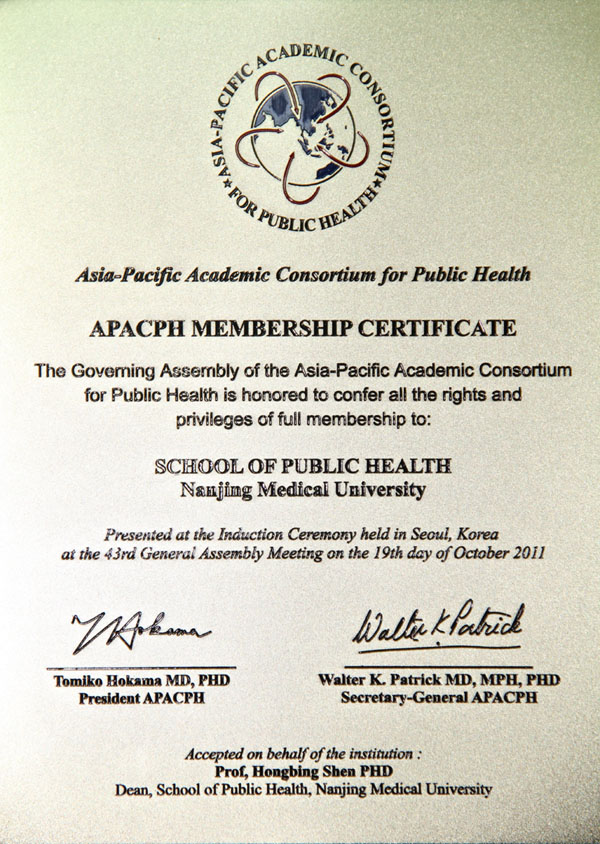 ASIA-PACIFIC ACADEMIC CONSORTIUM
★ FOR PUBLIC HEALTH ★
Asia-Pacific Academic Consortium for Public Health
APACPH MEMBERSHIP CERTIFICATE
The Governing Assembly of the Asia-Pacific Academic Consortium
for Public Health is honored to confer all the rights and
privileges of full membership to:
SCHOOL OF PUBLIC HEALTH
Nanjing Medical University
Presented at the Induction Ceremony held in Seoul, Korea
at the 43rd General Assembly Meeting on the 19th day of October 2011
T Hokama
Walter K Patrick
Tomiko Hokama MD, PHD
Walter K. Patrick MD, MPH, PHD
President APACPH
Secretary-General APACPH
Accepted on behalf of the institution :
Prof, Hongbing Shen PHD
Dean, School of Public Health, Nanjing Medical University